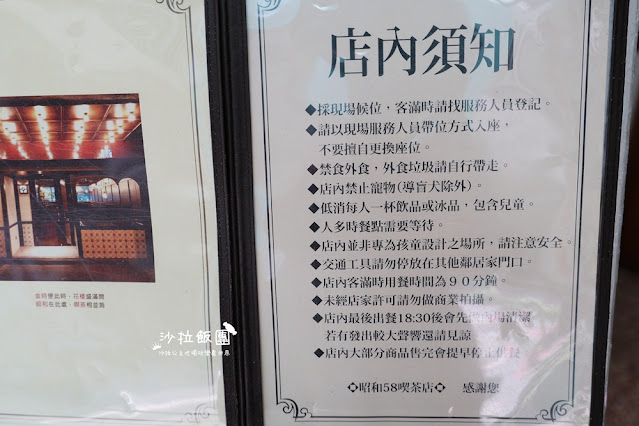 店內須知
◆採現場候位，客滿時請找服務人員登記。
◆請以現場服務人員帶位方式入座，
不要擅自更換座位。
◆禁食外食，外食垃圾請自行帶走。
◆店內禁止寵物(導盲犬除外)。
◆低消每人一杯飲品或冰品，包含兒童。
◆人多時餐點需要等待。
◆店內並非專為孩童設計之場所，請注意安全。
◆交通工具請勿停放在其他鄰居家門口。
◆店內客滿時用餐時間為９０分鐘。
◆未經店家許可請勿做商業拍攝。
◆店內最後出餐18:30後會先做內場清潔
若有發出較大聲響還請見諒
◆店內大部分商品售完會提早停止供餐
◇昭和58喫茶店◇ 感謝您
沙拉飯團